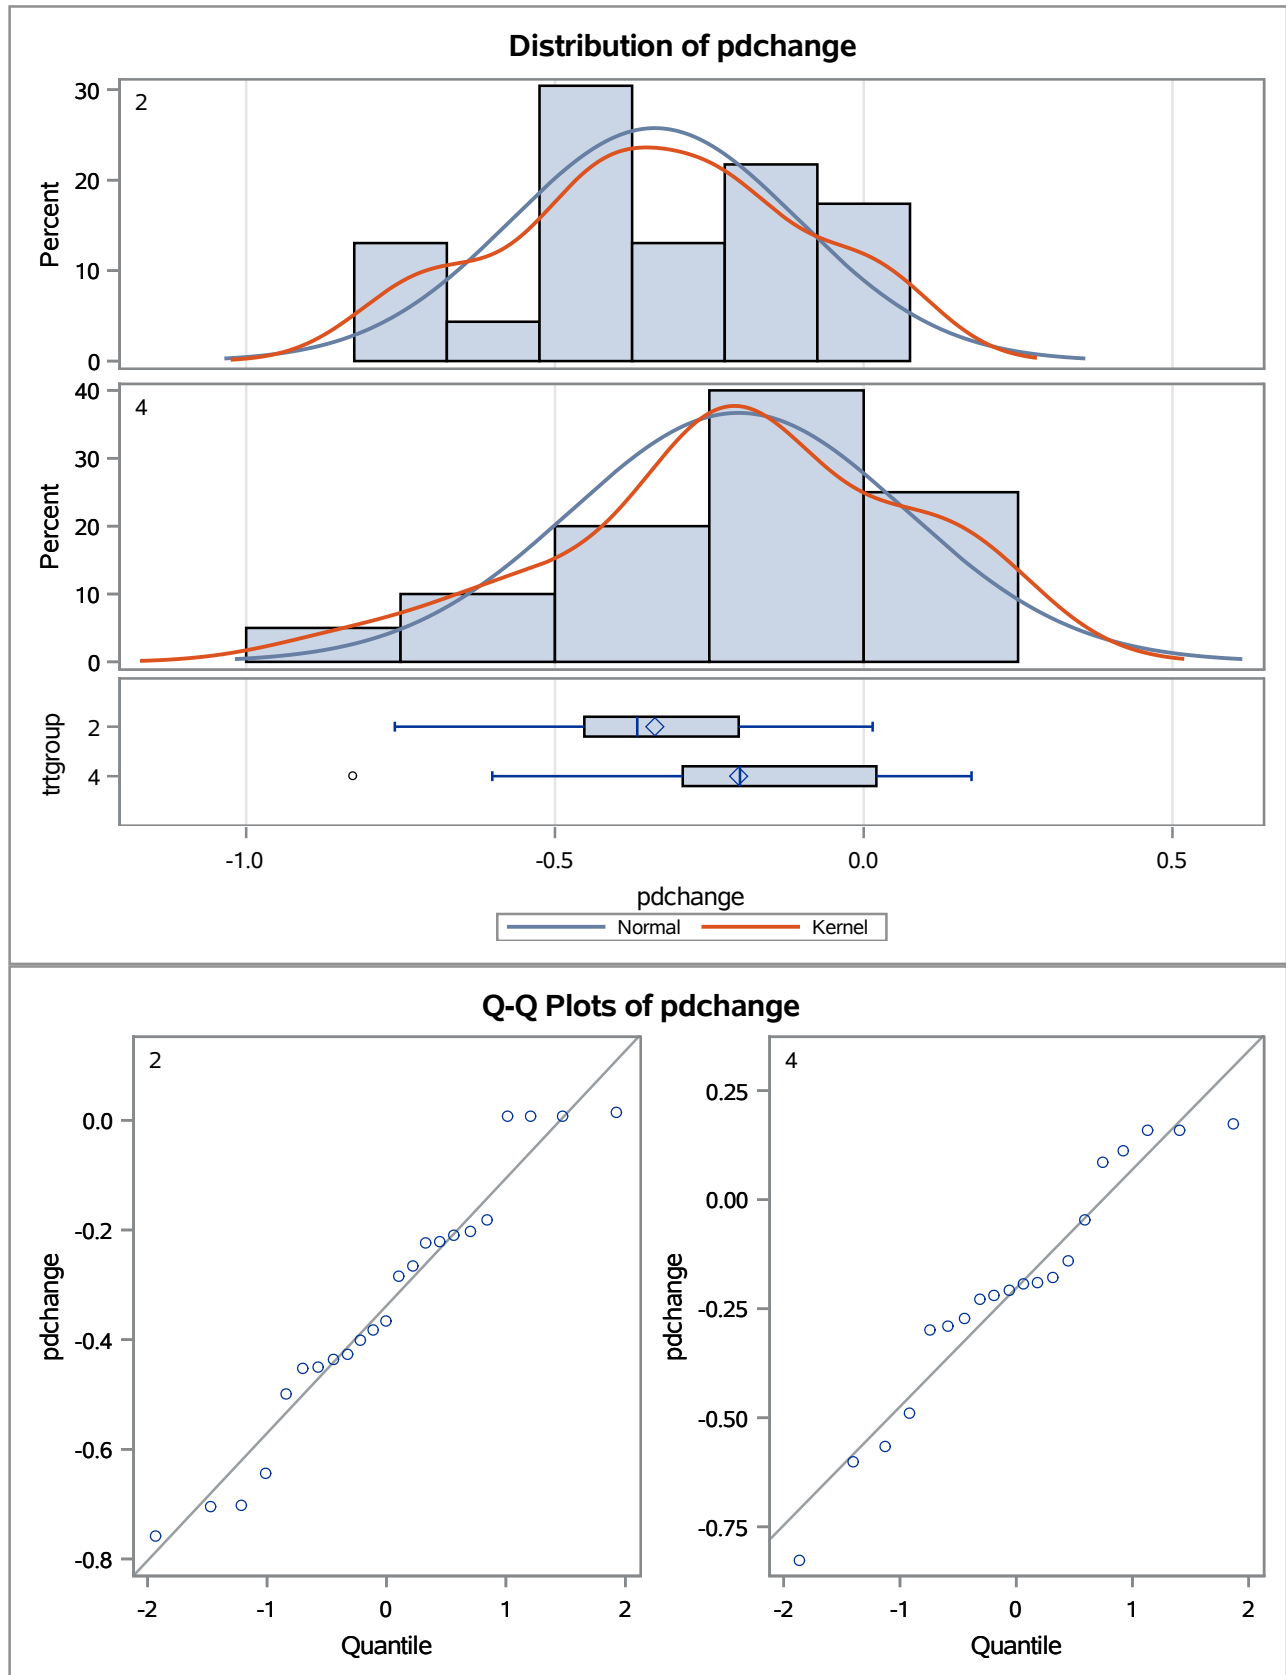 Distribution of pdchange
2
30
20
10
0
Percent
4
40
30
20
10
0
Percent
2
4
trtgroup
-1.0 -0.5 0.0 0.5
pdchange
Normal Kernel
Q-Q Plots of pdchange
2
0.0
-0.2
-0.4
-0.6
-0.8
pdchange
-2 -1 0 1 2
Quantile
4
0.25
0.00
-0.25
-0.50
-0.75
pdchange
-2 -1 0 1 2
Quantile